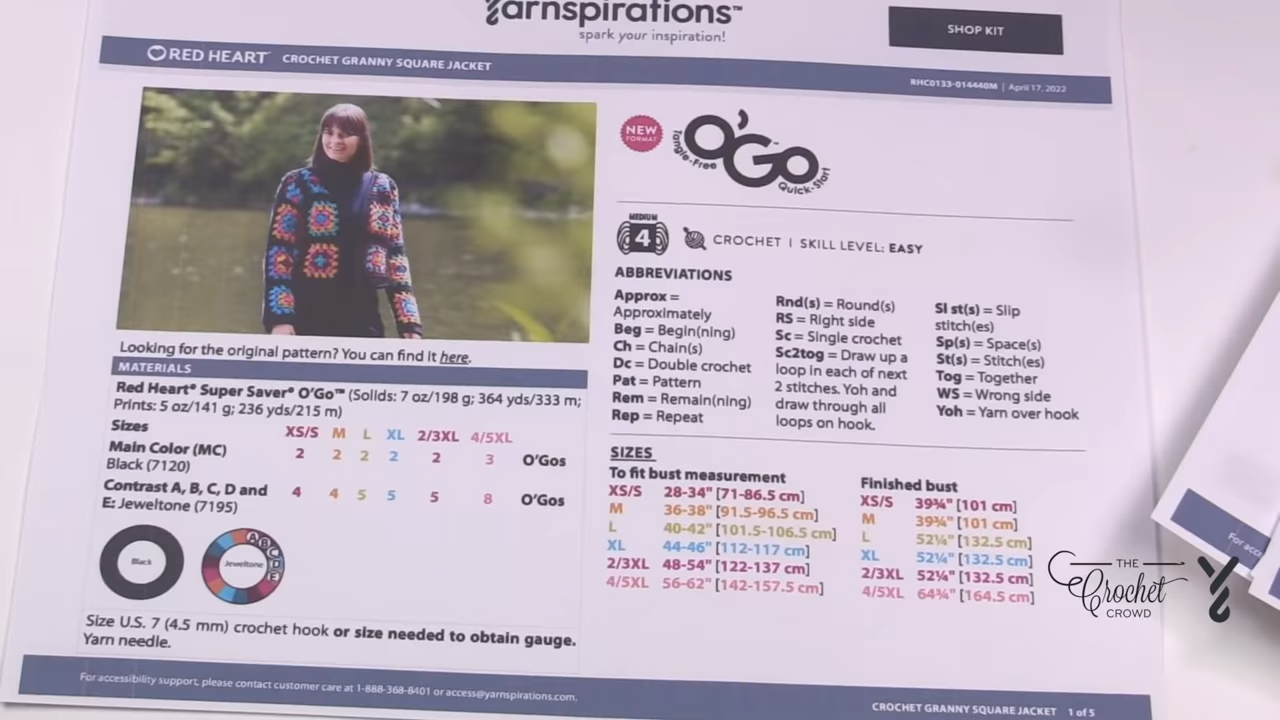 Yarnspirations™
spark your inspiration!
SHOP KIT
RED HEART® CROCHET GRANNY SQUARE JACKET
RHC0133-014440M | April 17, 2022
NEW
FORMAT
O'Go™
Tangle-Free
Quick-Start
MEDIUM
4
CROCHET | SKILL LEVEL: EASY
Looking for the original pattern? You can find it here.
MATERIALS
Red Heart® Super Saver® O'Go™ (Solids: 7 oz/198 g; 364 yds/333 m;
Prints: 5 oz/141 g; 236 yds/215 m)
Sizes XS/S M L XL 2/3XL 4/5XL
Main Color (MC)
Black (7120) 2 2 2 2 2 3 O'Gos
Contrast A, B, C, D and
E: Jeweltone (7195) 4 4 5 5 5 8 O'Gos
Black
Jeweltone
A B C D E
Size U.S. 7 (4.5 mm) crochet hook or size needed to obtain gauge.
Yarn needle.
ABBREVIATIONS
Approx =
Approximately
Beg = Begin(ning)
Ch = Chain(s)
Dc = Double crochet
Pat = Pattern
Rem = Remain(ning)
Rep = Repeat
Rnd(s) = Round(s)
RS = Right side
Sc = Single crochet
Sc2tog = Draw up a
loop in each of next
2 stitches. Yoh and
draw through all
loops on hook.
Sl st(s) = Slip
stitch(es)
Sp(s) = Space(s)
St(s) = Stitch(es)
Tog = Together
WS = Wrong side
Yoh = Yarn over hook
SIZES
To fit bust measurement
XS/S 28-34" [71-86.5 cm]
M 36-38" [91.5-96.5 cm]
L 40-42" [101.5-106.5 cm]
XL 44-46" [112-117 cm]
2/3XL 48-54" [122-137 cm]
4/5XL 56-62" [142-157.5 cm]
Finished bust
XS/S 39¾" [101 cm]
M 39¾" [101 cm]
L 52¼" [132.5 cm]
XL 52¼" [132.5 cm]
2/3XL 52¼" [132.5 cm]
4/5XL 64¾" [164.5 cm]
For accessibility support, please contact customer care at 1-888-368-8401 or access@yarnspirations.com.
CROCHET GRANNY SQUARE JACKET 1 of 5
For acc
THE
Crochet
CROWD